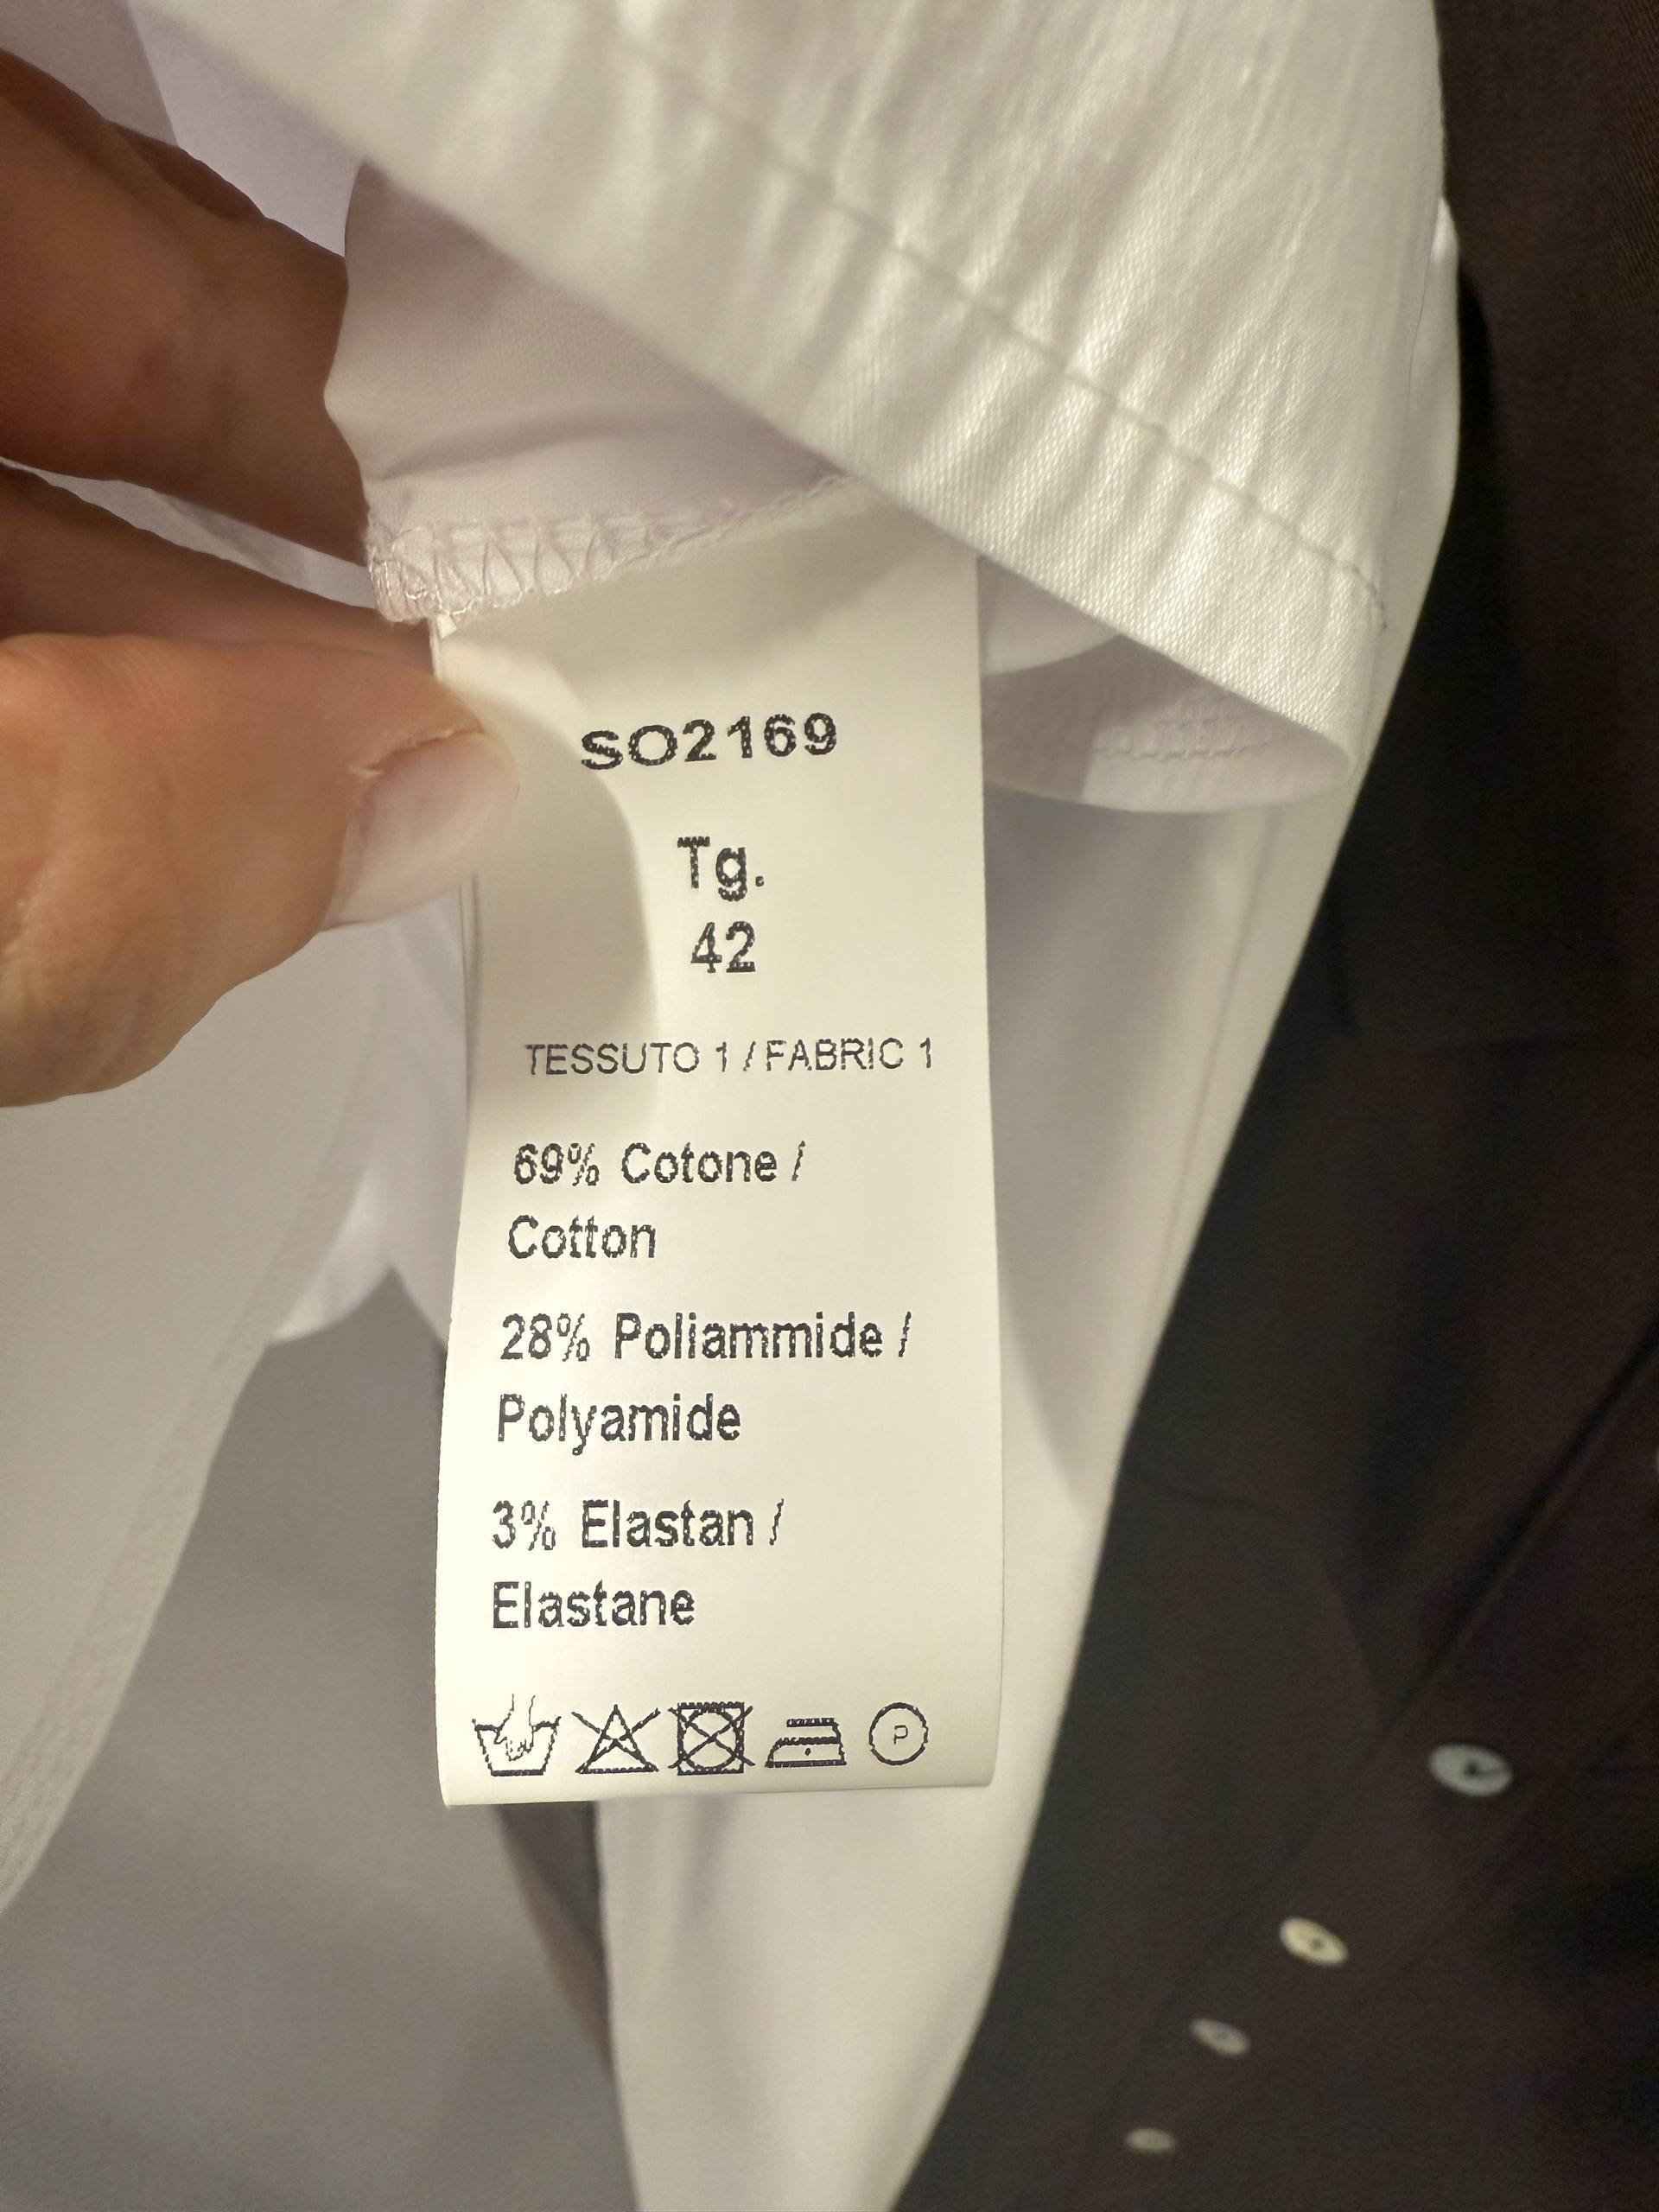 SO2169
Tg.
42
TESSUTO 1 / FABRIC 1
69% Cotone /
Cotton
28% Poliammide /
Polyamide
3% Elastan /
Elastane
P